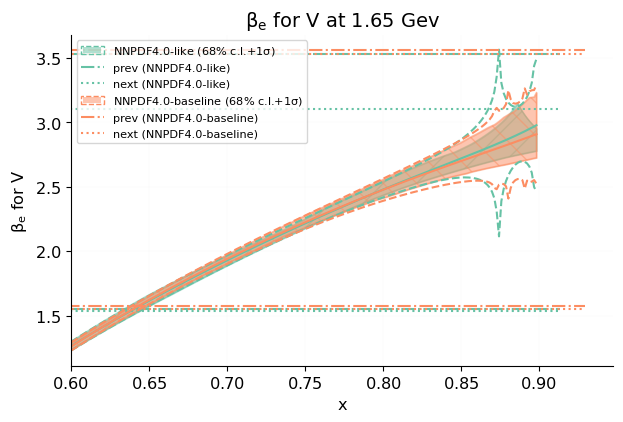 βₑ for V at 1.65 Gev
NNPDF4.0-like (68% c.l.+1σ)
prev (NNPDF4.0-like)
next (NNPDF4.0-like)
NNPDF4.0-baseline (68% c.l.+1σ)
prev (NNPDF4.0-baseline)
next (NNPDF4.0-baseline)
βₑ for V
3.5
3.0
2.5
2.0
1.5
0.60 0.65 0.70 0.75 0.80 0.85 0.90
x